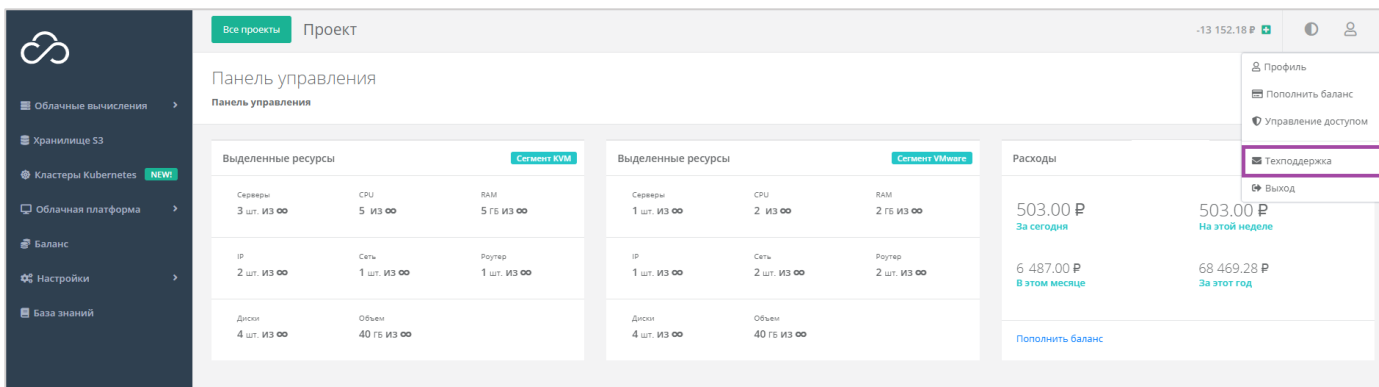 Все проекты Проект -13 152.18 ₽
Профиль
Пополнить баланс
Управление доступом
Техподдержка
Выход
Облачные вычисления
Хранилище S3
Кластеры Kubernetes NEW!
Облачная платформа
Баланс
Настройки
База знаний
Панель управления
Панель управления
Выделенные ресурсы Сегмент KVM
Серверы CPU RAM
3 шт. из ∞ 5 из ∞ 5 ГБ из ∞
IP Сеть Роутер
2 шт. из ∞ 1 шт. из ∞ 1 шт. из ∞
Диски Объем
4 шт. из ∞ 40 ГБ из ∞
Выделенные ресурсы Сегмент VMware
Серверы CPU RAM
1 шт. из ∞ 2 из ∞ 2 ГБ из ∞
IP Сеть Роутер
1 шт. из ∞ 2 шт. из ∞ 2 шт. из ∞
Диски Объем
4 шт. из ∞ 40 ГБ из ∞
Расходы
503.00 ₽ 503.00 ₽
За сегодня На этой неделе
6 487.00 ₽ 68 469.28 ₽
В этом месяце За этот год
Пополнить баланс